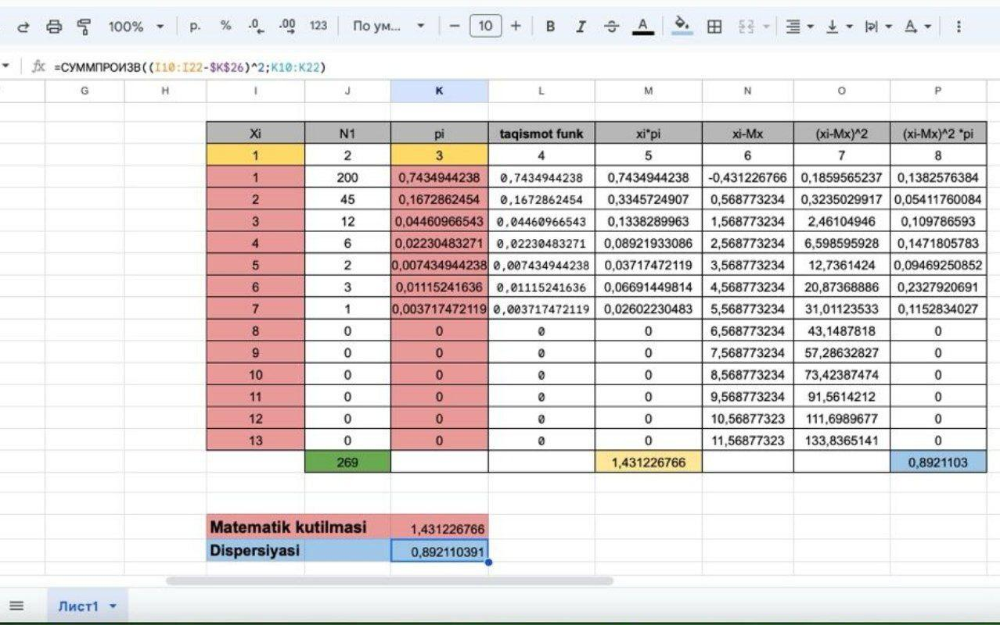 100% р. % .0 .00 123 По ум... − 10 + B I S A
fx =СУММПРОИЗВ((I10:I22-$K$26)^2;K10:K22)
G H I J K L M N O P
Xi N1 pi taqismot funk xi*pi xi-Mx (xi-Mx)^2 (xi-Mx)^2 *pi
1 2 3 4 5 6 7 8
1 200 0,7434944238 0,7434944238 0,7434944238 -0,431226766 0,1859565237 0,1382576384
2 45 0,1672862454 0,1672862454 0,3345724907 0,568773234 0,3235029917 0,05411760084
3 12 0,04460966543 0,04460966543 0,1338289963 1,568773234 2,46104946 0,109786593
4 6 0,02230483271 0,02230483271 0,08921933086 2,568773234 6,598595928 0,1471805783
5 2 0,007434944238 0,007434944238 0,03717472119 3,568773234 12,7361424 0,09469250852
6 3 0,01115241636 0,01115241636 0,06691449814 4,568773234 20,87368886 0,2327920691
7 1 0,003717472119 0,003717472119 0,02602230483 5,568773234 31,01123533 0,1152834027
8 0 0 0 0 6,568773234 43,1487818 0
9 0 0 0 0 7,568773234 57,28632827 0
10 0 0 0 0 8,568773234 73,42387474 0
11 0 0 0 0 9,568773234 91,5614212 0
12 0 0 0 0 10,56877323 111,6989677 0
13 0 0 0 0 11,56877323 133,8365141 0
269 1,431226766 0,8921103
Matematik kutilmasi 1,431226766
Dispersiyasi 0,892110391
Лист1